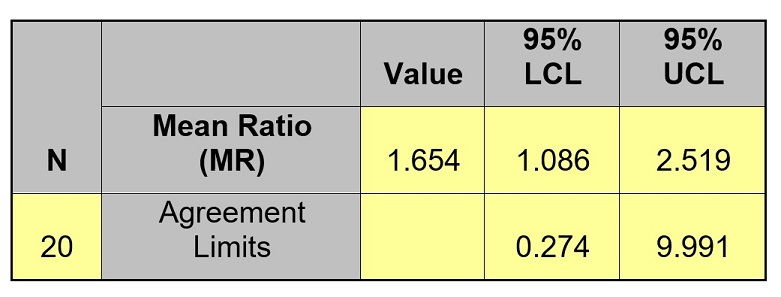 95%
LCL
95%
UCL
Value
N
Mean Ratio
(MR)
1.654
1.086
2.519
20
Agreement
Limits
0.274
9.991